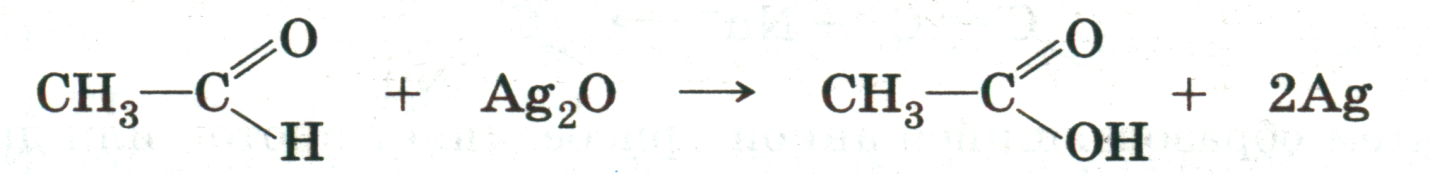 CH₃—C(=O)—H + Ag₂O ⟶ CH₃—C(=O)—OH + 2Ag